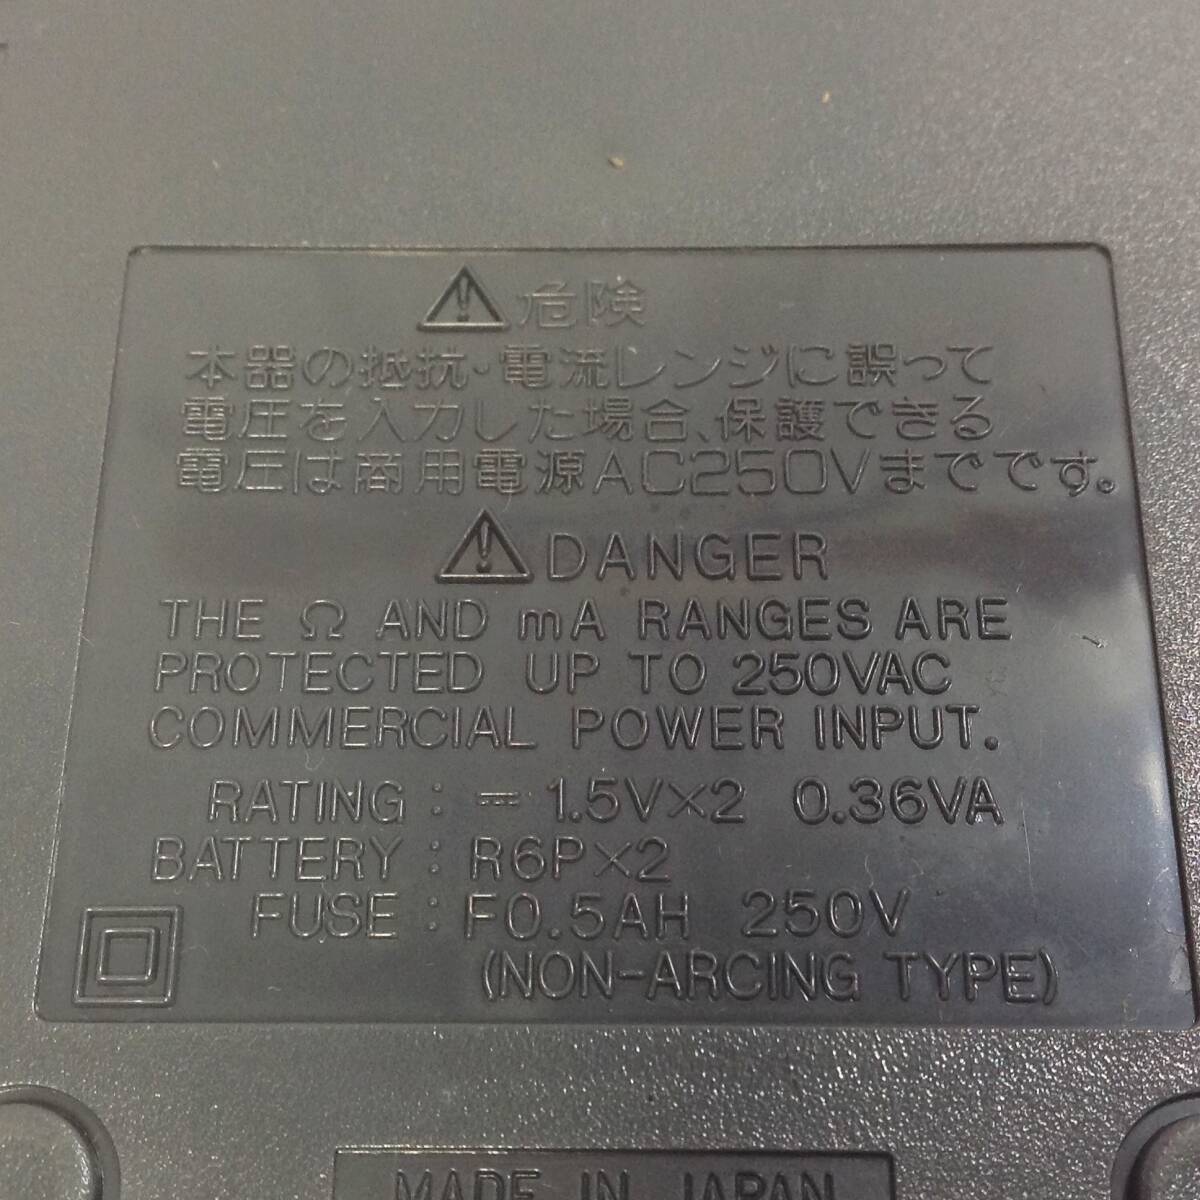 ⚠危険
本器の抵抗・電流レンジに誤って
電圧を入力した場合、保護できる
電圧は商用電源AC250Vまでです。
⚠DANGER
THE Ω AND mA RANGES ARE
PROTECTED UP TO 250VAC
COMMERCIAL POWER INPUT.
RATING : ⎓ 1.5V×2 0.36VA
BATTERY : R6P×2
FUSE : F0.5AH 250V
(NON-ARCING TYPE)
MADE IN JAPAN